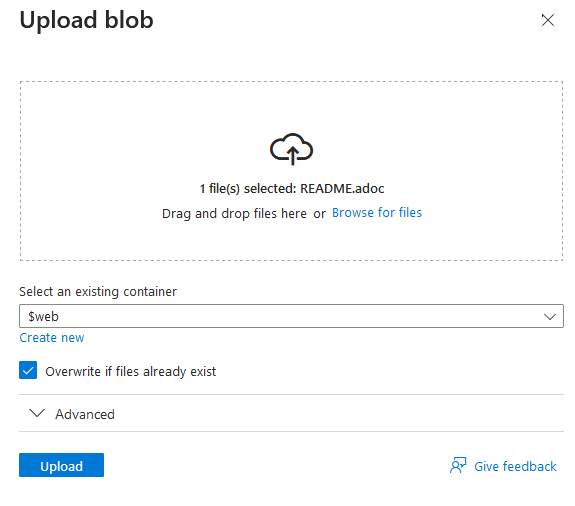 Upload blob
1 file(s) selected: README.adoc
Drag and drop files here or Browse for files
Select an existing container
$web
Create new
Overwrite if files already exist
Advanced
Upload
Give feedback